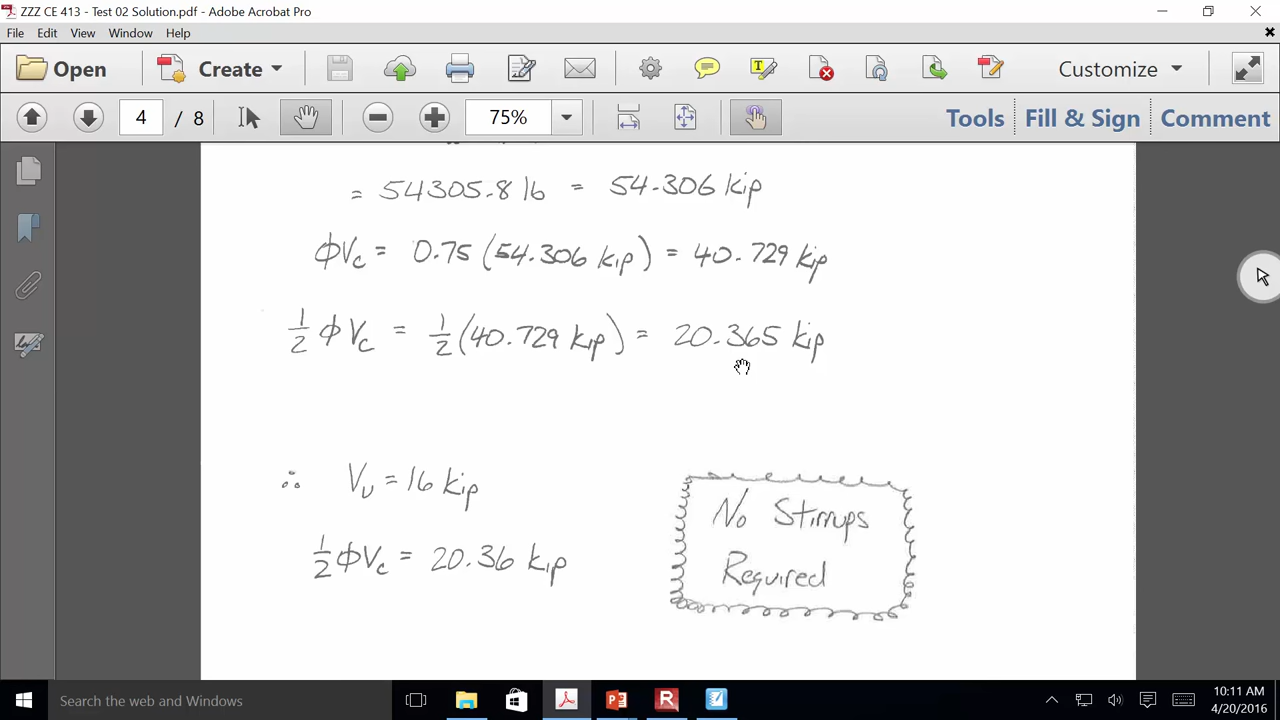 ZZZ CE 413 - Test 02 Solution.pdf - Adobe Acrobat Pro
File Edit View Window Help
Open Create Customize
4 / 8 75% Tools Fill & Sign Comment
= 54305.8 lb = 54.306 kip
ϕVc = 0.75 (54.306 kip) = 40.729 kip
1/2 ϕ Vc = 1/2 (40.729 kip) = 20.365 kip
∴ Vu = 16 kip
1/2 ϕVc = 20.36 kip
No Stirrups
Required
Search the web and Windows
10:11 AM
4/20/2016